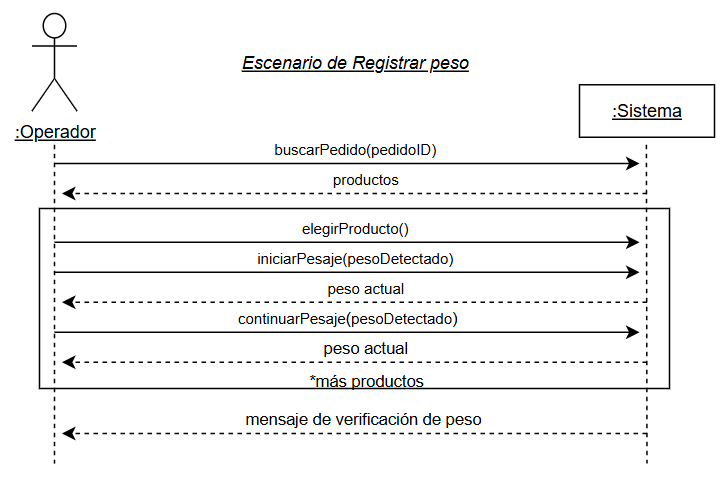 Escenario de Registrar peso
:Operador
:Sistema
buscarPedido(pedidoID)
productos
elegirProducto()
iniciarPesaje(pesoDetectado)
peso actual
continuarPesaje(pesoDetectado)
peso actual
*más productos
mensaje de verificación de peso